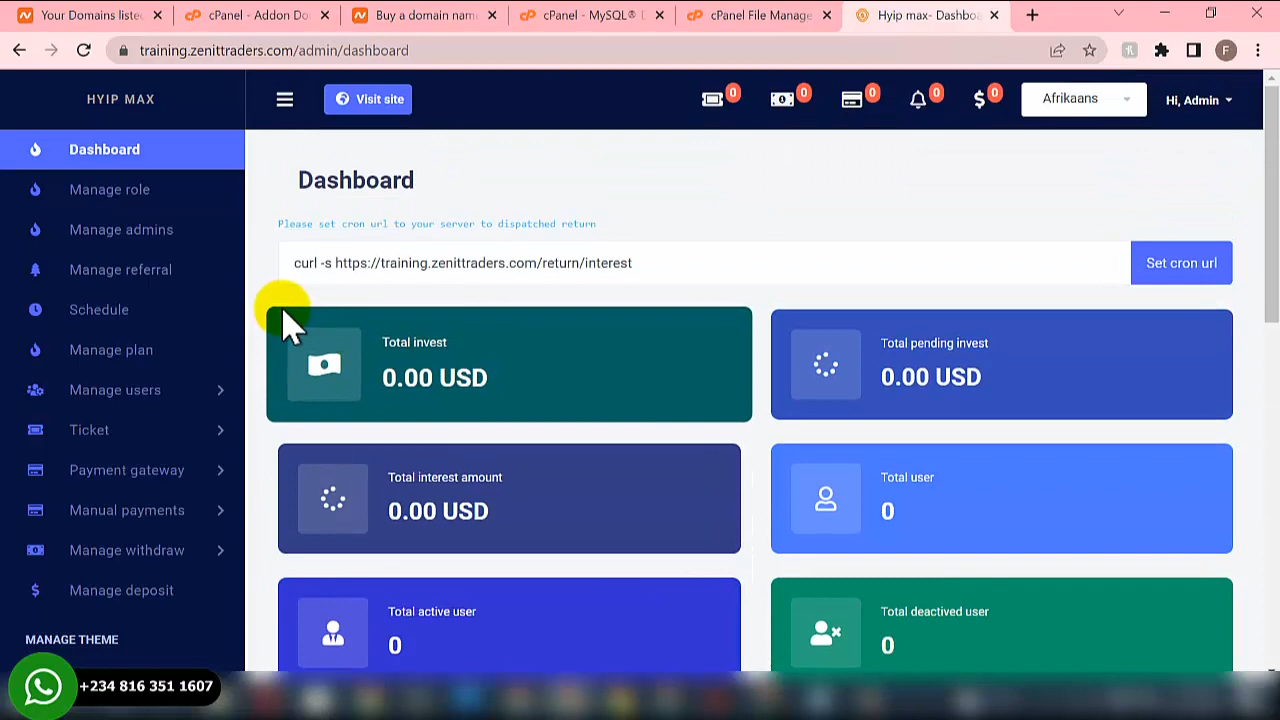 Your Domains listed
cPanel - Addon Do
Buy a domain name
cPanel - MySQL® D
cPanel File Manage
Hyip max- Dashboa
training.zenittraders.com/admin/dashboard
F
HYIP MAX
Visit site
0
0
0
0
0
Afrikaans
Hi, Admin
Dashboard
Manage role
Manage admins
Manage referral
Schedule
Manage plan
Manage users
Ticket
Payment gateway
Manual payments
Manage withdraw
Manage deposit
MANAGE THEME
Dashboard
Please set cron url to your server to dispatched return
curl -s https://training.zenittraders.com/return/interest
Set cron url
Total invest
0.00 USD
Total pending invest
0.00 USD
Total interest amount
0.00 USD
Total user
0
Total active user
0
Total deactived user
0
+234 816 351 1607